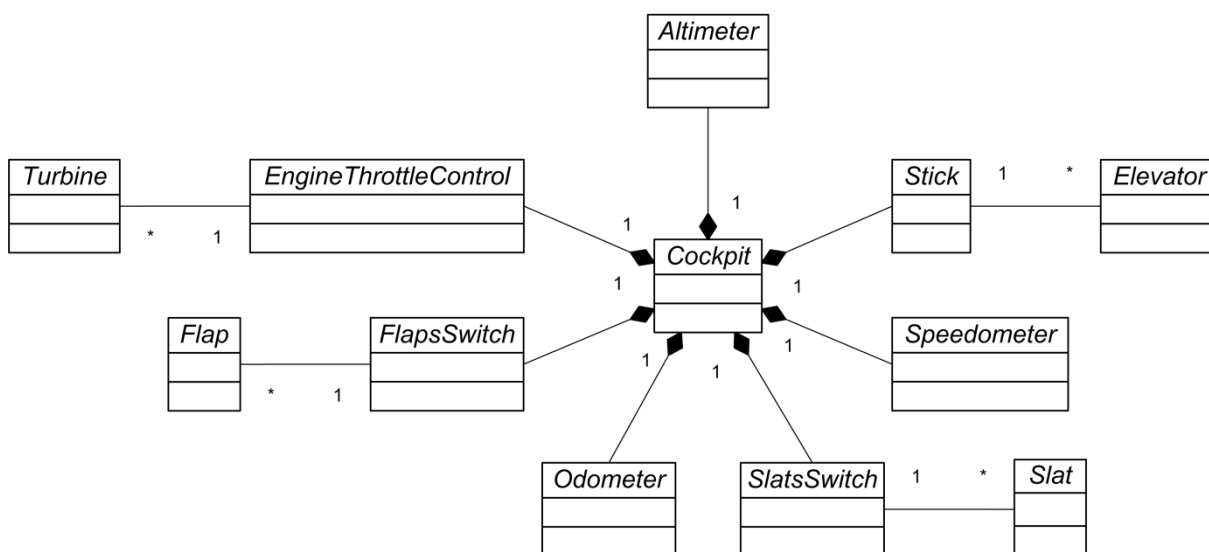 Altimeter
Turbine
EngineThrottleControl
Stick
1
*
Elevator
*
1
1
1
Cockpit
1
1
1
Flap
FlapsSwitch
*
1
1
1
1
Speedometer
Odometer
SlatsSwitch
1
*
Slat